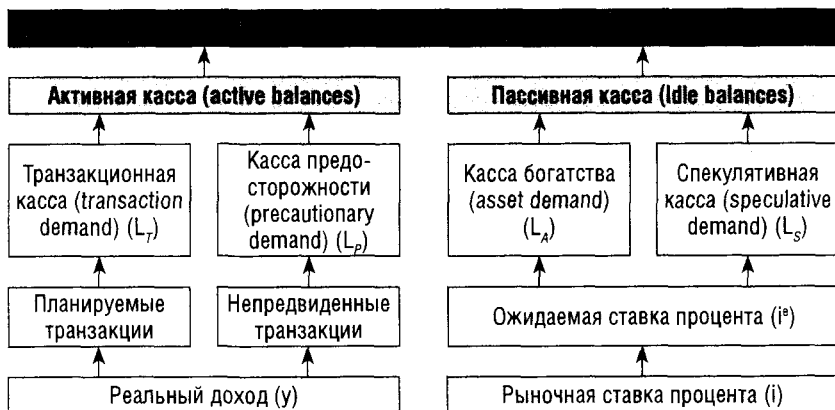 Активная касса (active balances)
Пассивная касса (Idle balances)
Транзакционная
касса (transaction
demand) (L_T)
Касса предо-
сторожности
(precautionary
demand) (L_P)
Касса богатства
(asset demand)
(L_A)
Спекулятивная
касса (speculative
demand) (L_S)
Планируемые
транзакции
Непредвиденные
транзакции
Ожидаемая ставка процента (iᵉ)
Реальный доход (y)
Рыночная ставка процента (i)